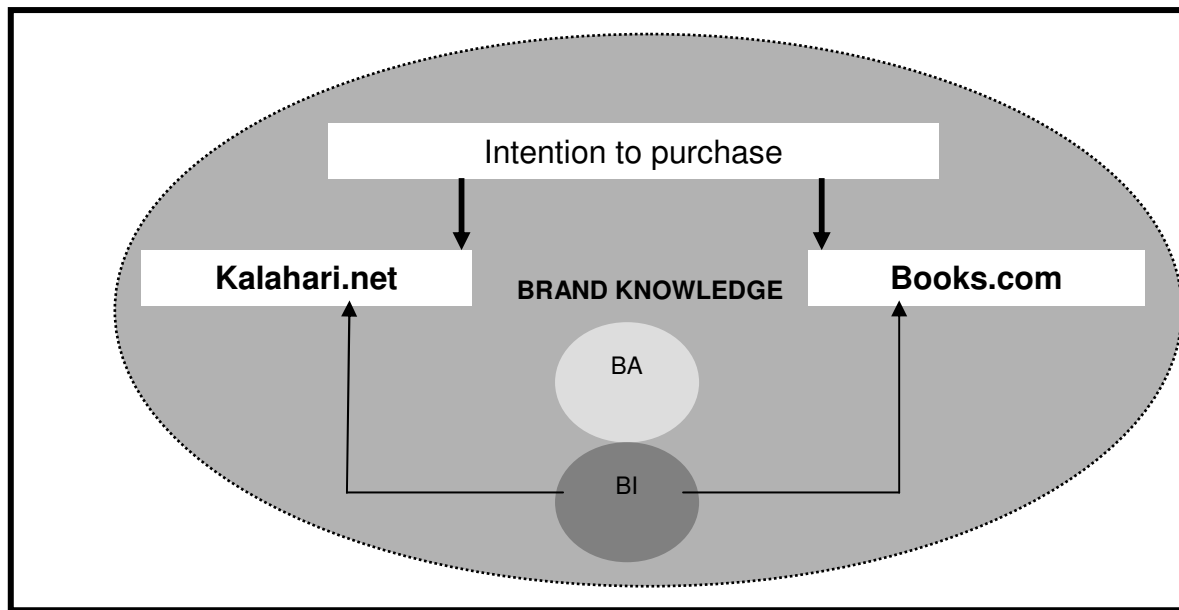 Intention to purchase
Kalahari.net
BRAND KNOWLEDGE
Books.com
BA
BI